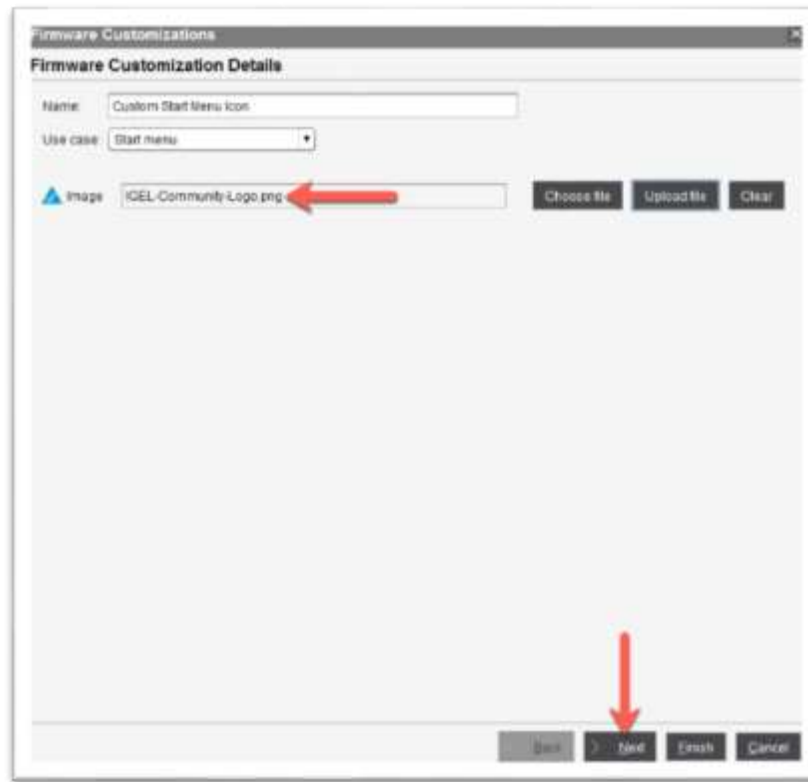 Firmware Customizations
Firmware Customization Details
Name Custom Start Menu Icon
Use case Start menu
Image IGEL-Community-Logo.png Choose file Upload file Clear
Back Next Finish Cancel